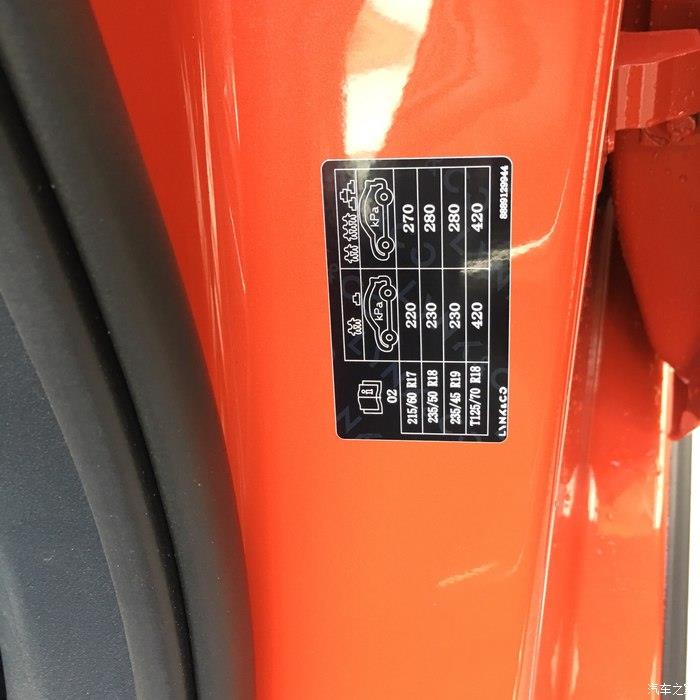 kPa kPa
02
215/60 R17 220 270
235/50 R18 230 280
235/45 R19 230 280
T125/70 R18 420 420
LYNK&CO 8889129944
汽车之家